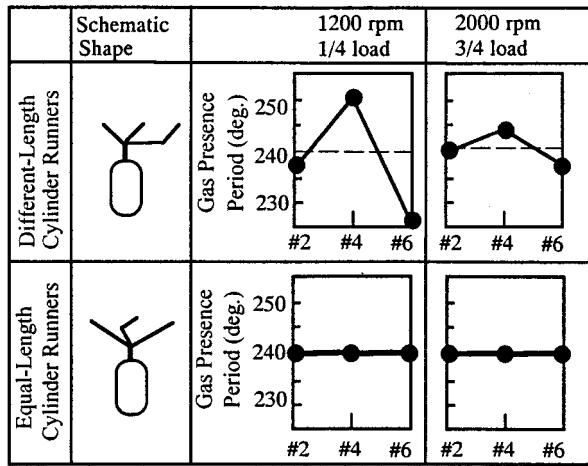 Schematic
Shape
1200 rpm
1/4 load
2000 rpm
3/4 load
Different-Length
Cylinder Runners
Gas Presence
Period (deg.)
250
240
230
#2 #4 #6
#2 #4 #6
Equal-Length
Cylinder Runners
Gas Presence
Period (deg.)
250
240
230
#2 #4 #6
#2 #4 #6